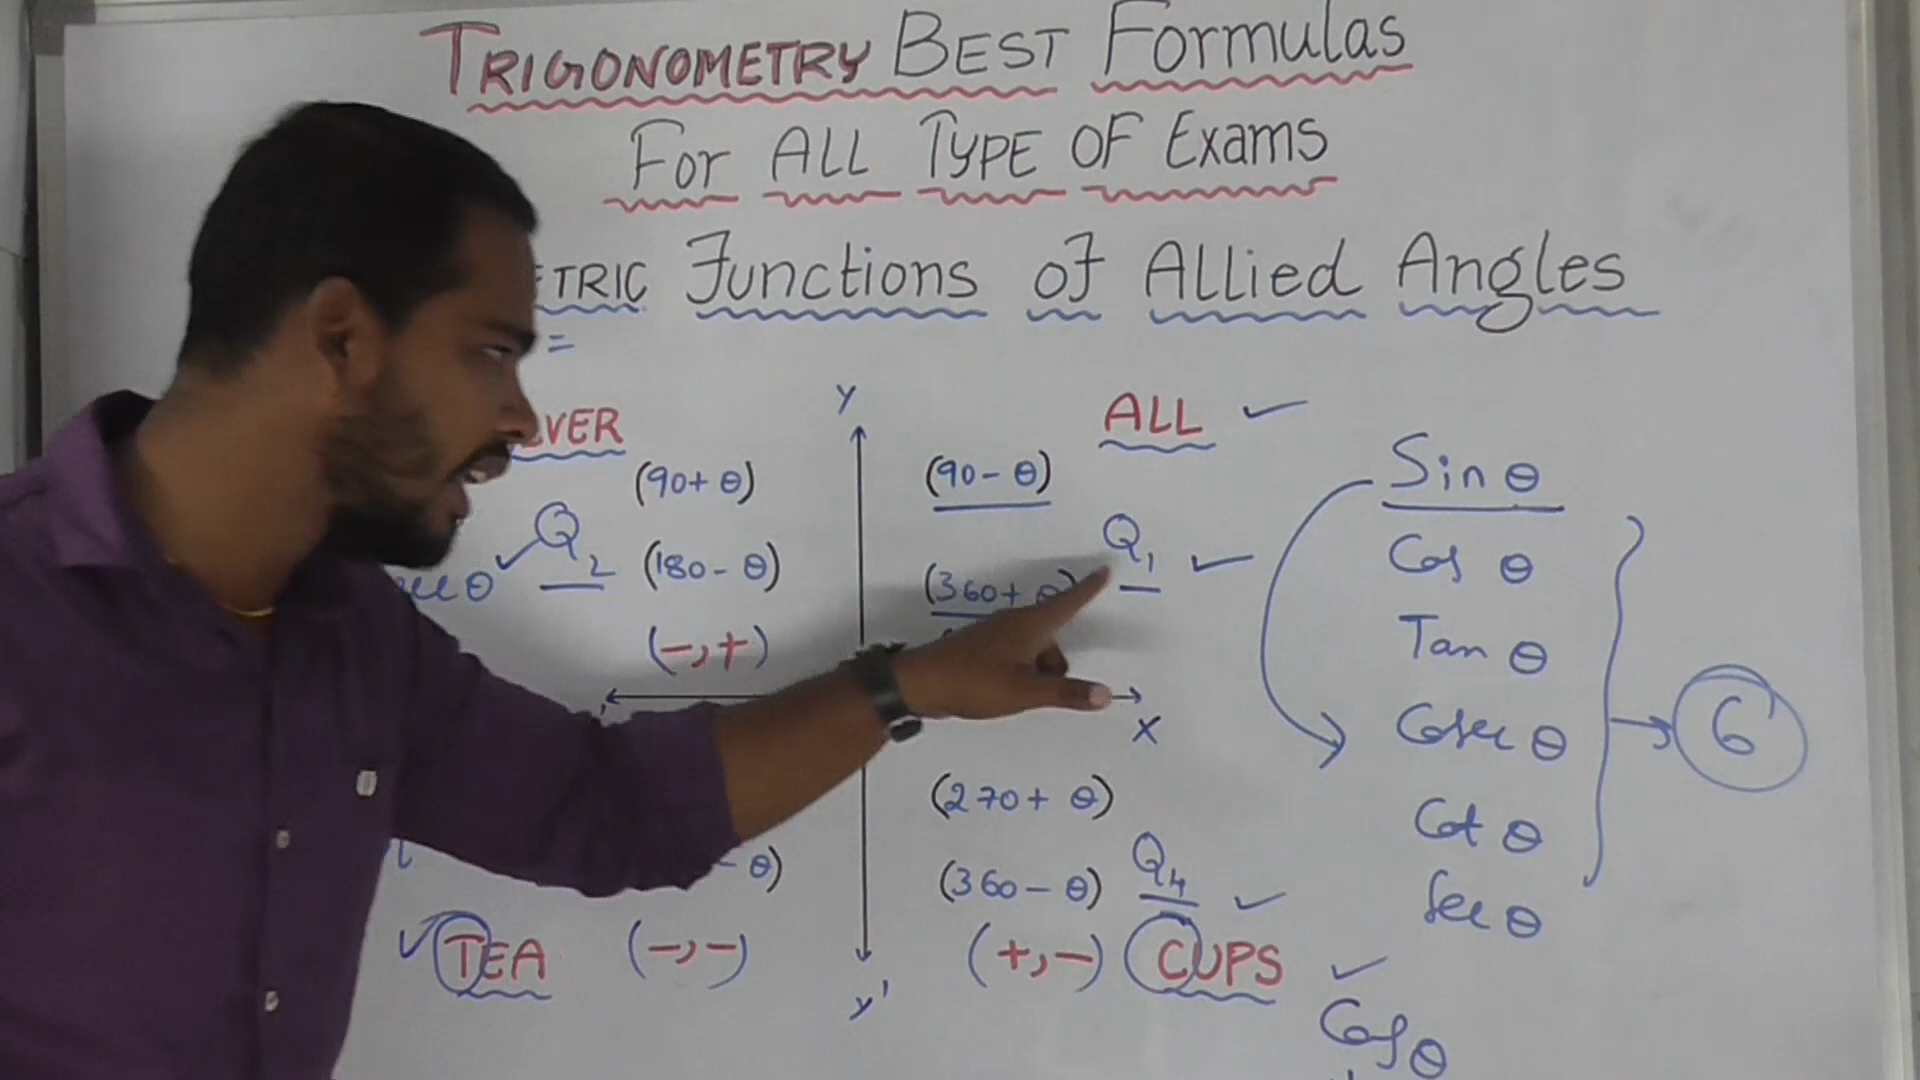 TRIGONOMETRY BEST Formulas
For ALL TYPE OF Exams
ETRIC Functions of Allied Angles
=
VER
(90+ θ)
Q2 (180- θ)
(-,+)
y
ALL
(90- θ)
Q1
(360+ θ)
x
Sin θ
Cos θ
Tan θ
Cosec θ
Cot θ
Sec θ
6
- θ)
TEA (-,-)
y'
(270+ θ)
(360- θ) Q4
(+,-) CUPS
Cos θ